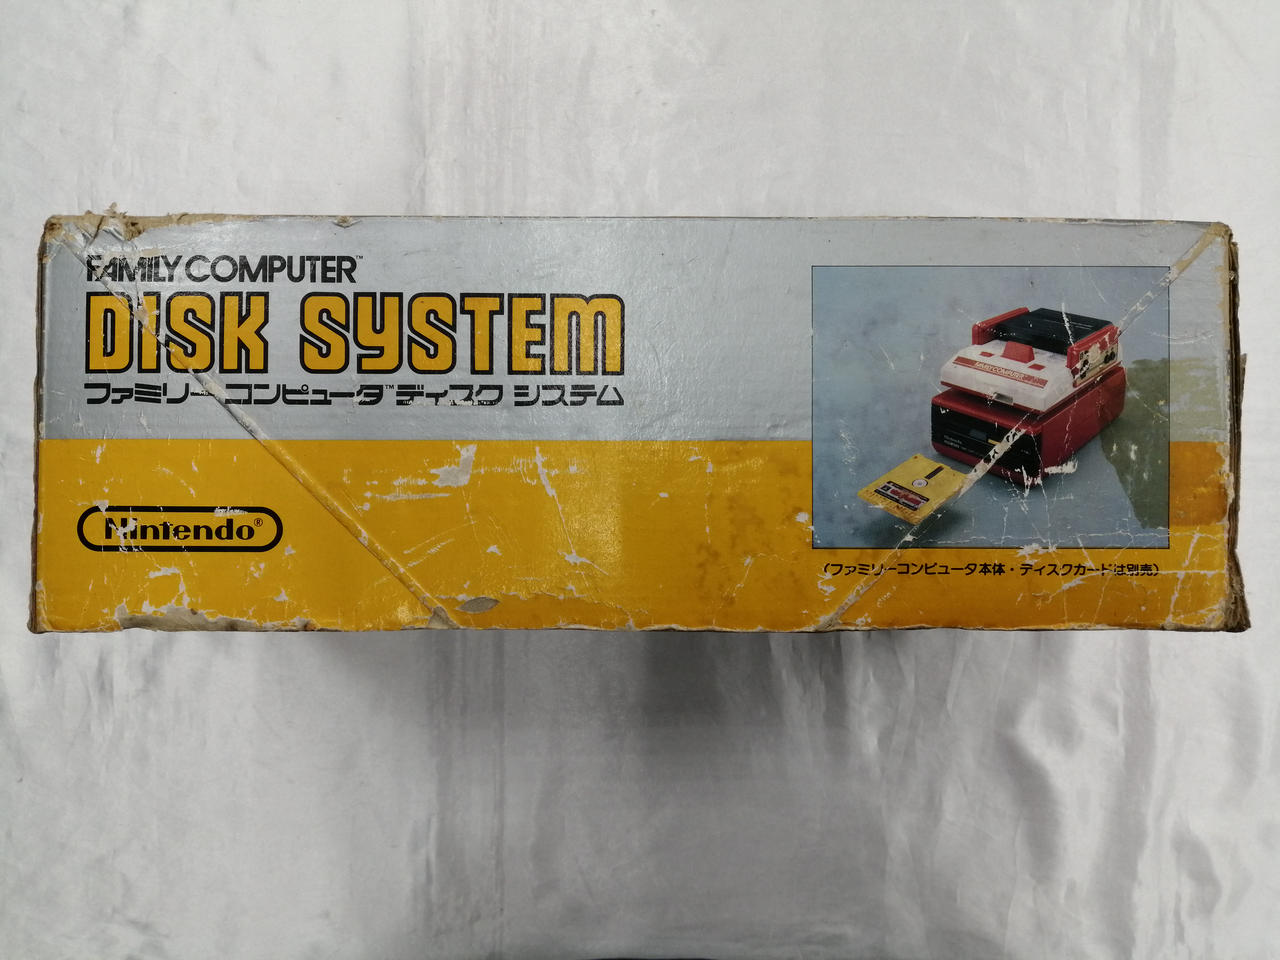 FAMILY COMPUTER™
DISK SYSTEM
ファミリーコンピュータ™ディスク システム
Nintendo®
FAMILY COMPUTER
(ファミリーコンピュータ本体・ディスクカードは別売)